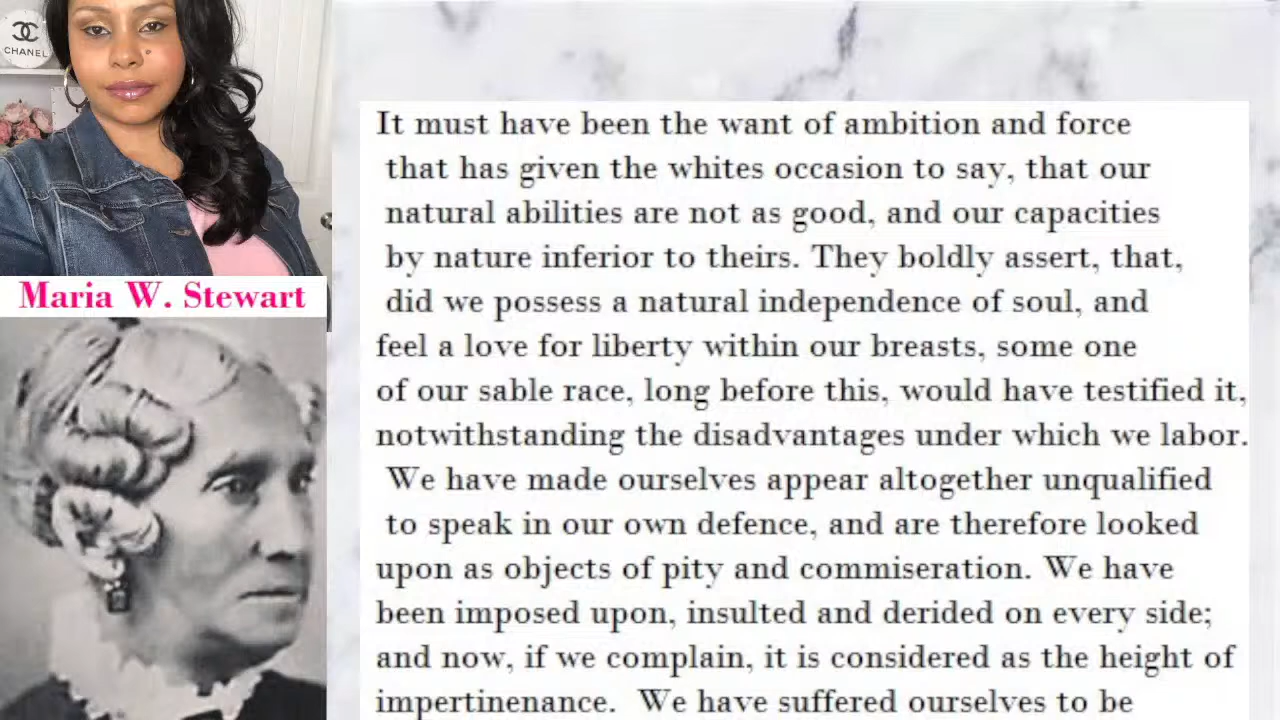 CHANEL
Maria W. Stewart
It must have been the want of ambition and force
that has given the whites occasion to say, that our
natural abilities are not as good, and our capacities
by nature inferior to theirs. They boldly assert, that,
did we possess a natural independence of soul, and
feel a love for liberty within our breasts, some one
of our sable race, long before this, would have testified it,
notwithstanding the disadvantages under which we labor.
We have made ourselves appear altogether unqualified
to speak in our own defence, and are therefore looked
upon as objects of pity and commiseration. We have
been imposed upon, insulted and derided on every side;
and now, if we complain, it is considered as the height of
impertinenance. We have suffered ourselves to be